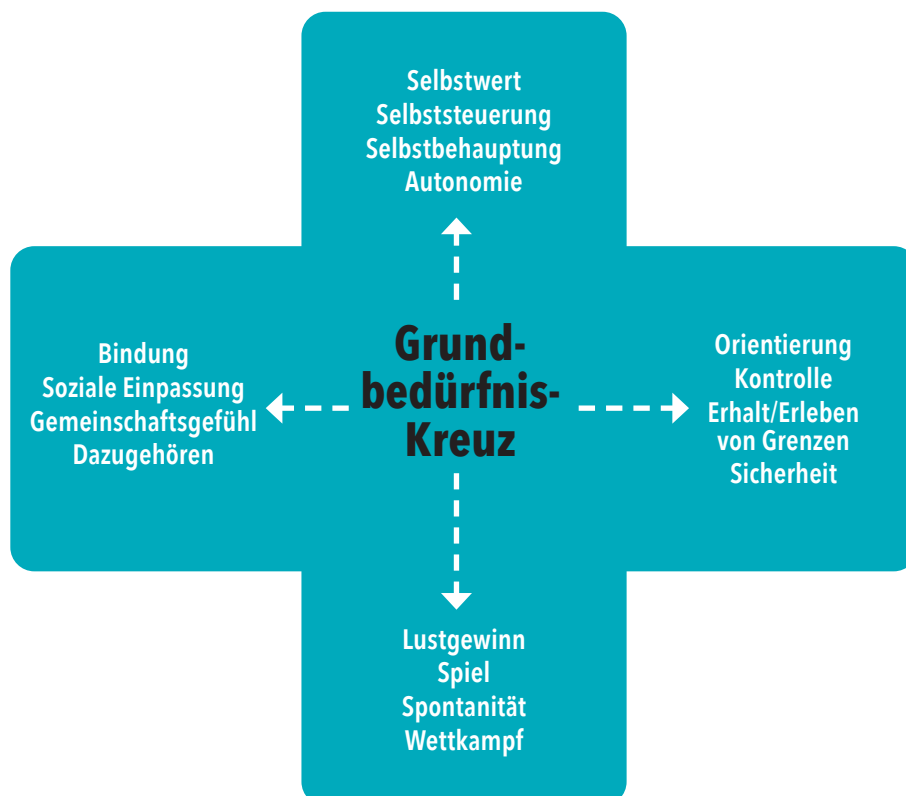 Selbstwert
Selbststeuerung
Selbstbehauptung
Autonomie
Bindung
Soziale Einpassung
Gemeinschaftsgefühl
Dazugehören
Grund-
bedürfnis-
Kreuz
Orientierung
Kontrolle
Erhalt/Erleben
von Grenzen
Sicherheit
Lustgewinn
Spiel
Spontanität
Wettkampf